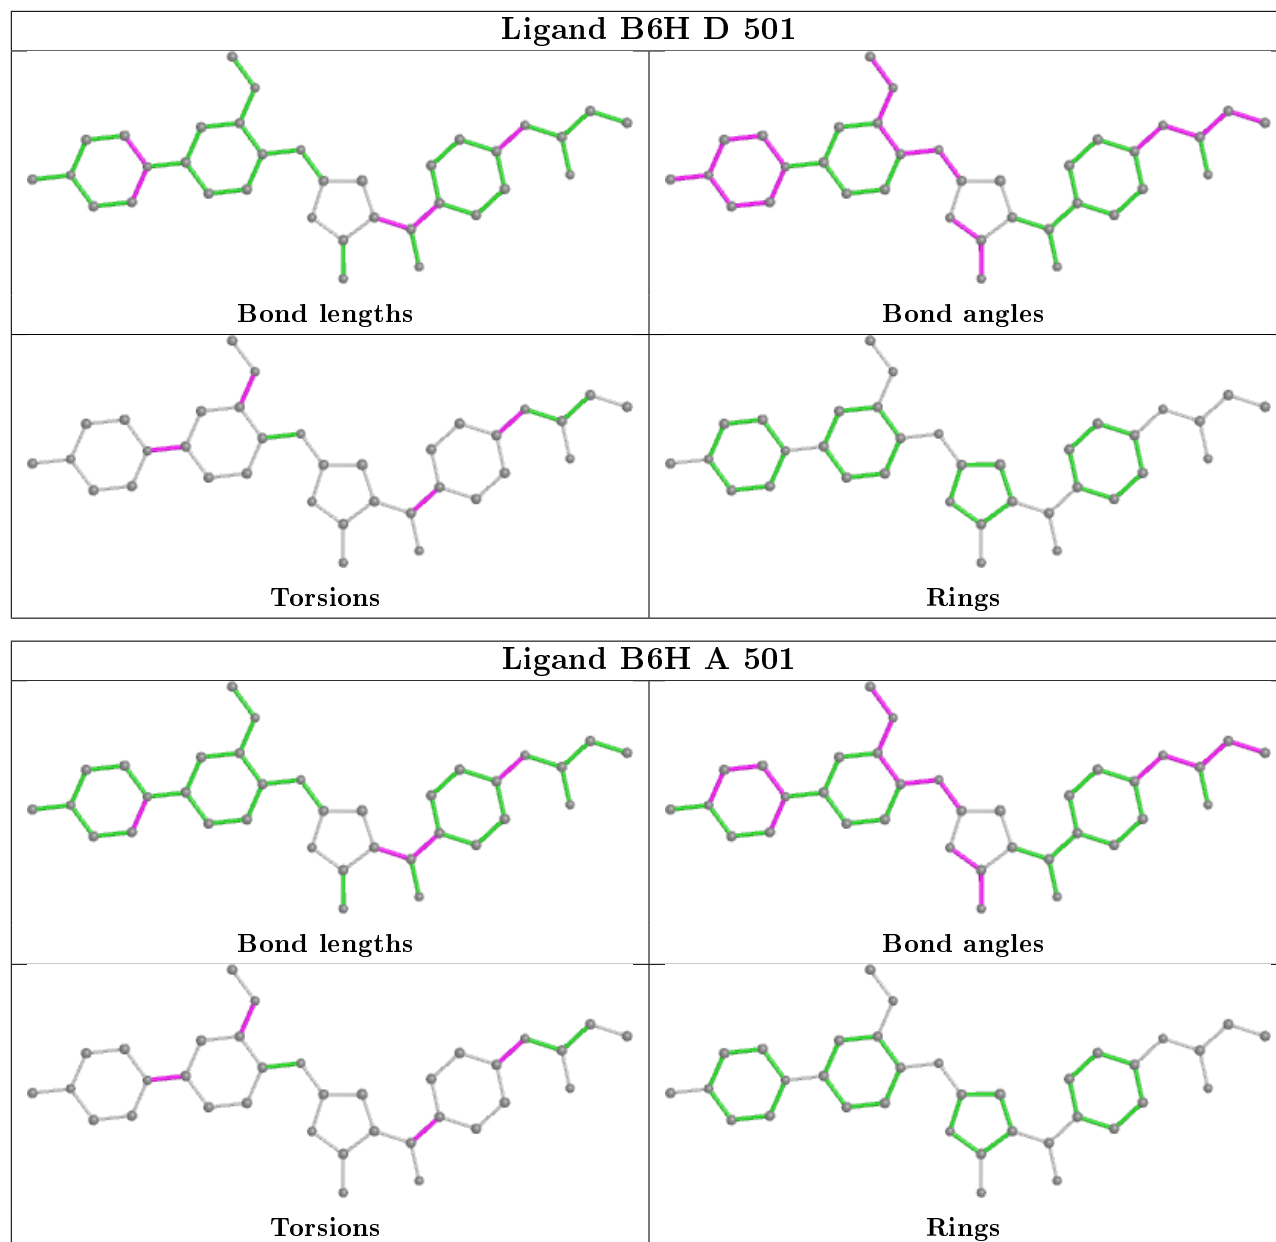 Ligand B6H D 501
Bond lengths
Bond angles
Torsions
Rings
Ligand B6H A 501
Bond lengths
Bond angles
Torsions
Rings